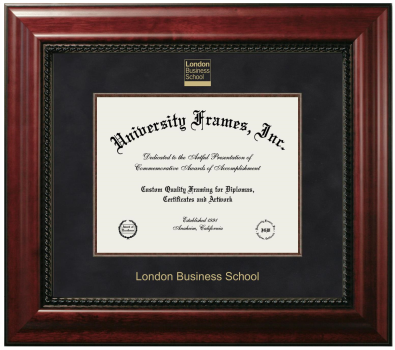 London
Business
School
University Frames, Inc.
Dedicated to the Artful Presentation of
Commemorative Awards of Accomplishment
Custom Quality Framing for Diplomas,
Certificates and Artwork
Established 1991
Anaheim, California
London Business School